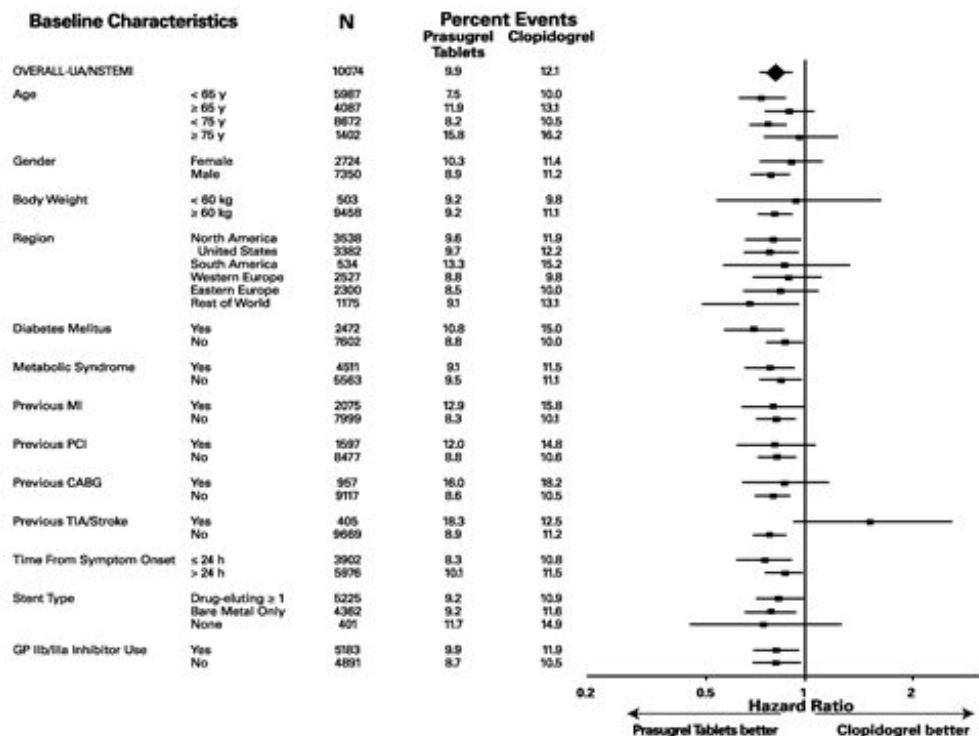 Baseline Characteristics N Percent Events
Prasugrel Tablets Clopidogrel
OVERALL-UA/NSTEMI 10074 9.9 12.1
Age < 65 y 5987 7.5 10.0
≥ 65 y 4087 11.9 13.1
< 75 y 8672 8.2 10.5
≥ 75 y 1402 15.8 16.2
Gender Female 2724 10.3 11.4
Male 7350 8.9 11.2
Body Weight < 60 kg 503 9.2 9.8
≥ 60 kg 9458 9.2 11.1
Region North America 3538 9.6 11.9
United States 3382 9.7 12.2
South America 534 13.3 15.2
Western Europe 2527 8.8 9.8
Eastern Europe 2300 8.5 10.0
Rest of World 1175 9.1 13.1
Diabetes Melitus Yes 2472 10.8 15.0
No 7602 8.8 10.0
Metabolic Syndrome Yes 4511 9.1 11.5
No 5563 9.5 11.1
Previous MI Yes 2075 12.9 15.8
No 7999 8.3 10.1
Previous PCI Yes 1597 12.0 14.8
No 8477 8.8 10.6
Previous CABG Yes 957 16.0 18.2
No 9117 8.6 10.5
Previous TIA/Stroke Yes 405 18.3 12.5
No 9669 8.9 11.2
Time From Symptom Onset ≤ 24 h 3902 8.3 10.8
> 24 h 5976 10.1 11.5
Stent Type Drug-eluting ≥ 1 5225 9.2 10.9
Bare Metal Only 4362 9.2 11.6
None 401 11.7 14.9
GP IIb/IIIa Inhibitor Use Yes 5183 9.9 11.9
No 4891 8.7 10.5
0.2 0.5 1 2
Hazard Ratio
Prasugrel Tablets better Clopidogrel better